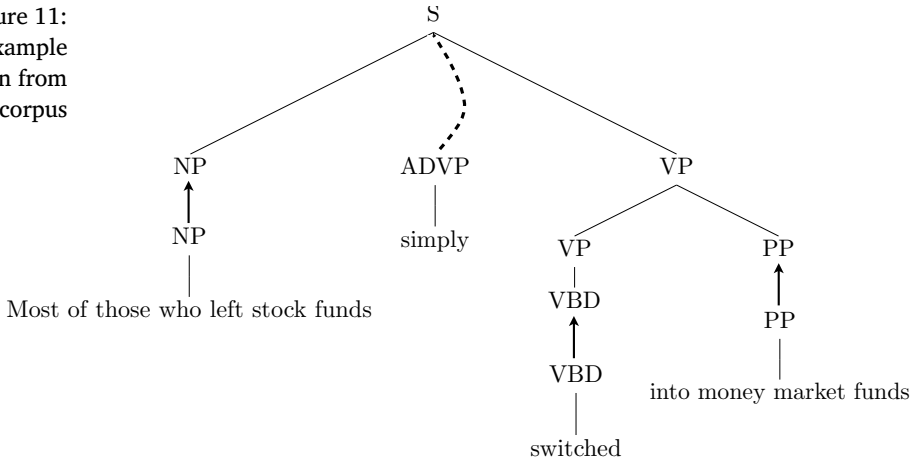 ure 11:
xample
n from
corpus
S
NP ADVP VP
NP
simply
VP PP
Most of those who left stock funds
VBD
PP
VBD
into money market funds
switched